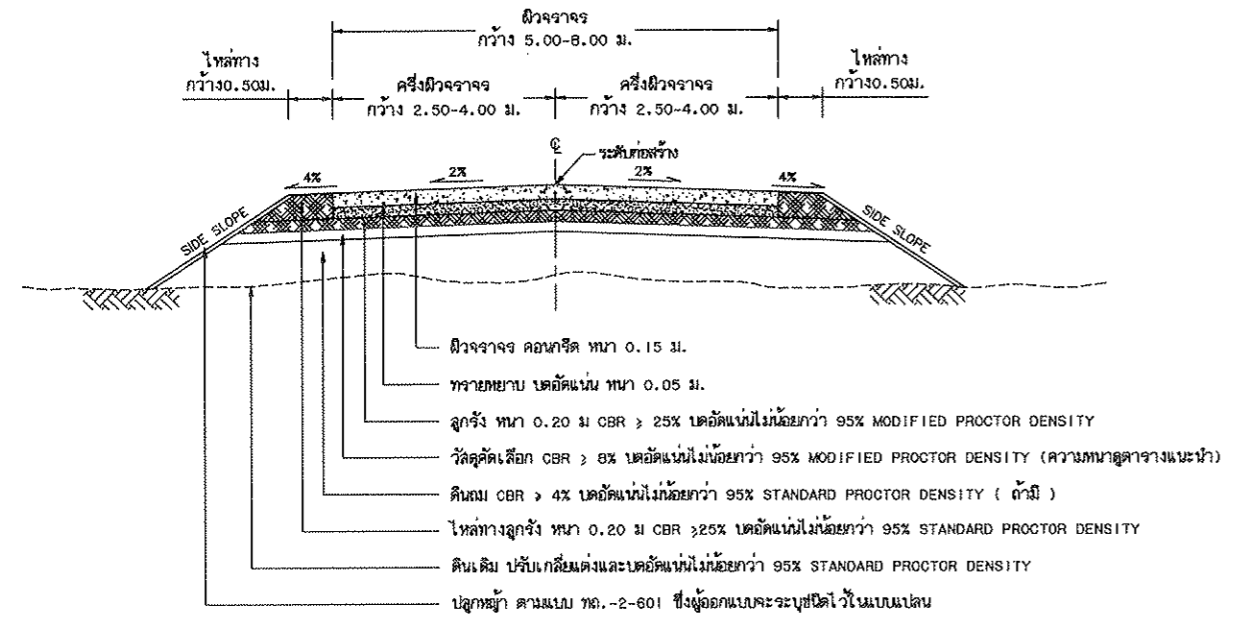 ผิวจราจร
กว้าง 5.00-8.00 ม.
ไหล่ทาง
กว้าง0.50ม.
ครึ่งผิวจราจร
กว้าง 2.50-4.00 ม.
ครึ่งผิวจราจร
กว้าง 2.50-4.00 ม.
ไหล่ทาง
กว้าง0.50ม.
℄
ระดับก่อสร้าง
4%
2%
2%
4%
SIDE SLOPE
SIDE SLOPE
ผิวจราจร คอนกรีต หนา 0.15 ม.
ทรายหยาบ บดอัดแน่น หนา 0.05 ม.
ลูกรัง หนา 0.20 ม CBR ≥ 25% บดอัดแน่นไม่น้อยกว่า 95% MODIFIED PROCTOR DENSITY
วัสดุคัดเลือก CBR ≥ 8% บดอัดแน่นไม่น้อยกว่า 95% MODIFIED PROCTOR DENSITY (ความหนาดูตารางแนะนำ)
ดินถม CBR ≥ 4% บดอัดแน่นไม่น้อยกว่า 95% STANDARD PROCTOR DENSITY ( ถ้ามี )
ไหล่ทางลูกรัง หนา 0.20 ม CBR ≥25% บดอัดแน่นไม่น้อยกว่า 95% STANDARD PROCTOR DENSITY
ดินเดิม ปรับเกลี่ยแต่งและบดอัดแน่นไม่น้อยกว่า 95% STANDARD PROCTOR DENSITY
ปลูกหญ้า ตามแบบ ทถ.-2-601 ซึ่งผู้ออกแบบจะระบุชนิดไว้ในแบบแปลน